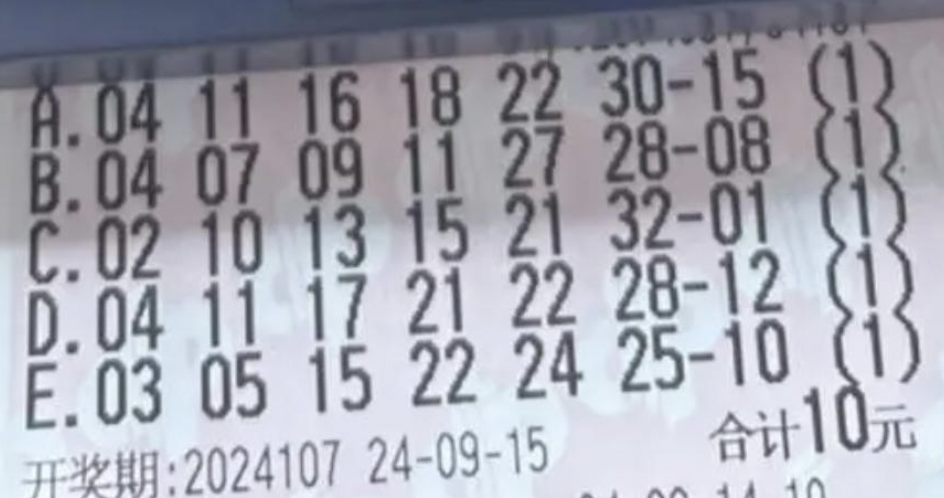 A.04 11 16 18 22 30-15 (1)
B.04 07 09 11 27 28-08 (1)
C.02 10 13 15 21 32-01 (1)
D.04 11 17 21 22 28-12 (1)
E.03 05 15 22 24 25-10 (1)
合计10元
开奖期:2024107 24-09-15